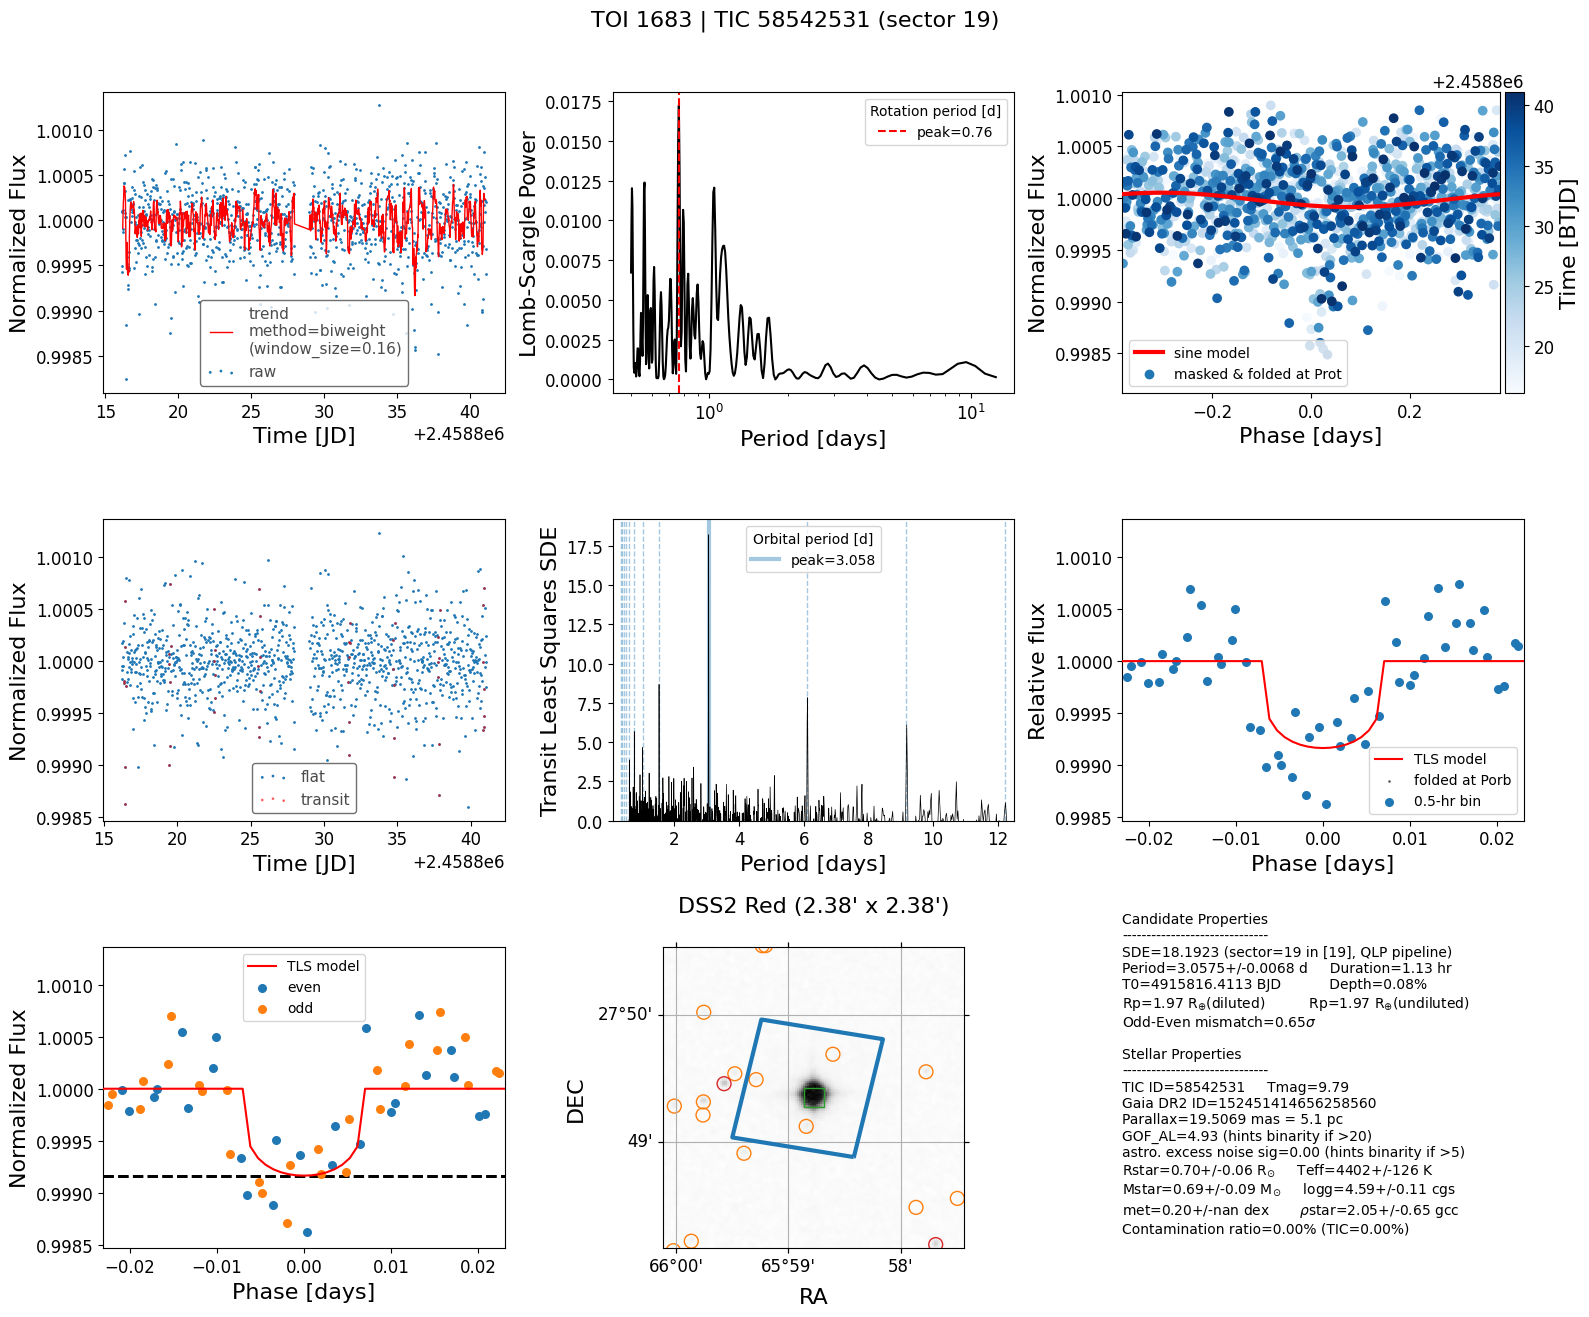 TOI 1683 | TIC 58542531 (sector 19)
Normalized Flux
1.0010
1.0005
1.0000
0.9995
0.9990
0.9985
trend
method=biweight
(window_size=0.16)
raw
15 20 25 30 35 40
Time [JD]
+2.4588e6
Lomb-Scargle Power
0.0175
0.0150
0.0125
0.0100
0.0075
0.0050
0.0025
0.0000
Rotation period [d]
peak=0.76
10^0 10^1
Period [days]
+2.4588e6
Normalized Flux
1.0010
1.0005
1.0000
0.9995
0.9990
0.9985
sine model
masked & folded at Prot
−0.2 0.0 0.2
Phase [days]
40
35
30
25
20
Time [BTJD]
Normalized Flux
1.0010
1.0005
1.0000
0.9995
0.9990
0.9985
flat
transit
15 20 25 30 35 40
Time [JD]
+2.4588e6
Transit Least Squares SDE
17.5
15.0
12.5
10.0
7.5
5.0
2.5
0.0
Orbital period [d]
peak=3.058
2 4 6 8 10 12
Period [days]
Relative flux
1.0010
1.0005
1.0000
0.9995
0.9990
0.9985
TLS model
folded at Porb
0.5-hr bin
−0.02 −0.01 0.00 0.01 0.02
Phase [days]
Normalized Flux
1.0010
1.0005
1.0000
0.9995
0.9990
0.9985
TLS model
even
odd
−0.02 −0.01 0.00 0.01 0.02
Phase [days]
DSS2 Red (2.38' x 2.38')
DEC
27°50'
49'
66°00' 65°59' 58'
RA
Candidate Properties
------------------------------
SDE=18.1923 (sector=19 in [19], QLP pipeline)
Period=3.0575+/-0.0068 d Duration=1.13 hr
T0=4915816.4113 BJD Depth=0.08%
Rp=1.97 R⊕(diluted) Rp=1.97 R⊕(undiluted)
Odd-Even mismatch=0.65σ
Stellar Properties
------------------------------
TIC ID=58542531 Tmag=9.79
Gaia DR2 ID=152451414656258560
Parallax=19.5069 mas = 5.1 pc
GOF_AL=4.93 (hints binarity if >20)
astro. excess noise sig=0.00 (hints binarity if >5)
Rstar=0.70+/-0.06 R⊙ Teff=4402+/-126 K
Mstar=0.69+/-0.09 M⊙ logg=4.59+/-0.11 cgs
met=0.20+/-nan dex ρstar=2.05+/-0.65 gcc
Contamination ratio=0.00% (TIC=0.00%)